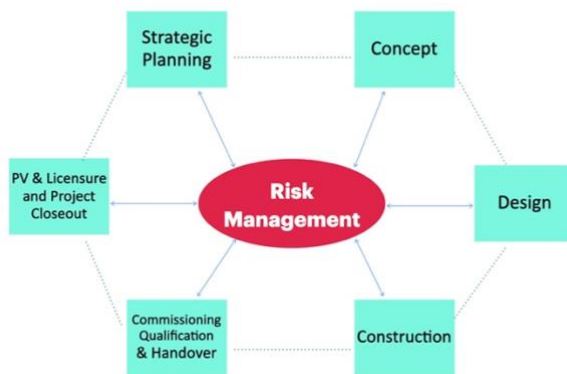 Strategic
Planning
Concept
PV & Licensure
and Project
Closeout
Risk
Management
Design
Commissioning
Qualification
& Handover
Construction